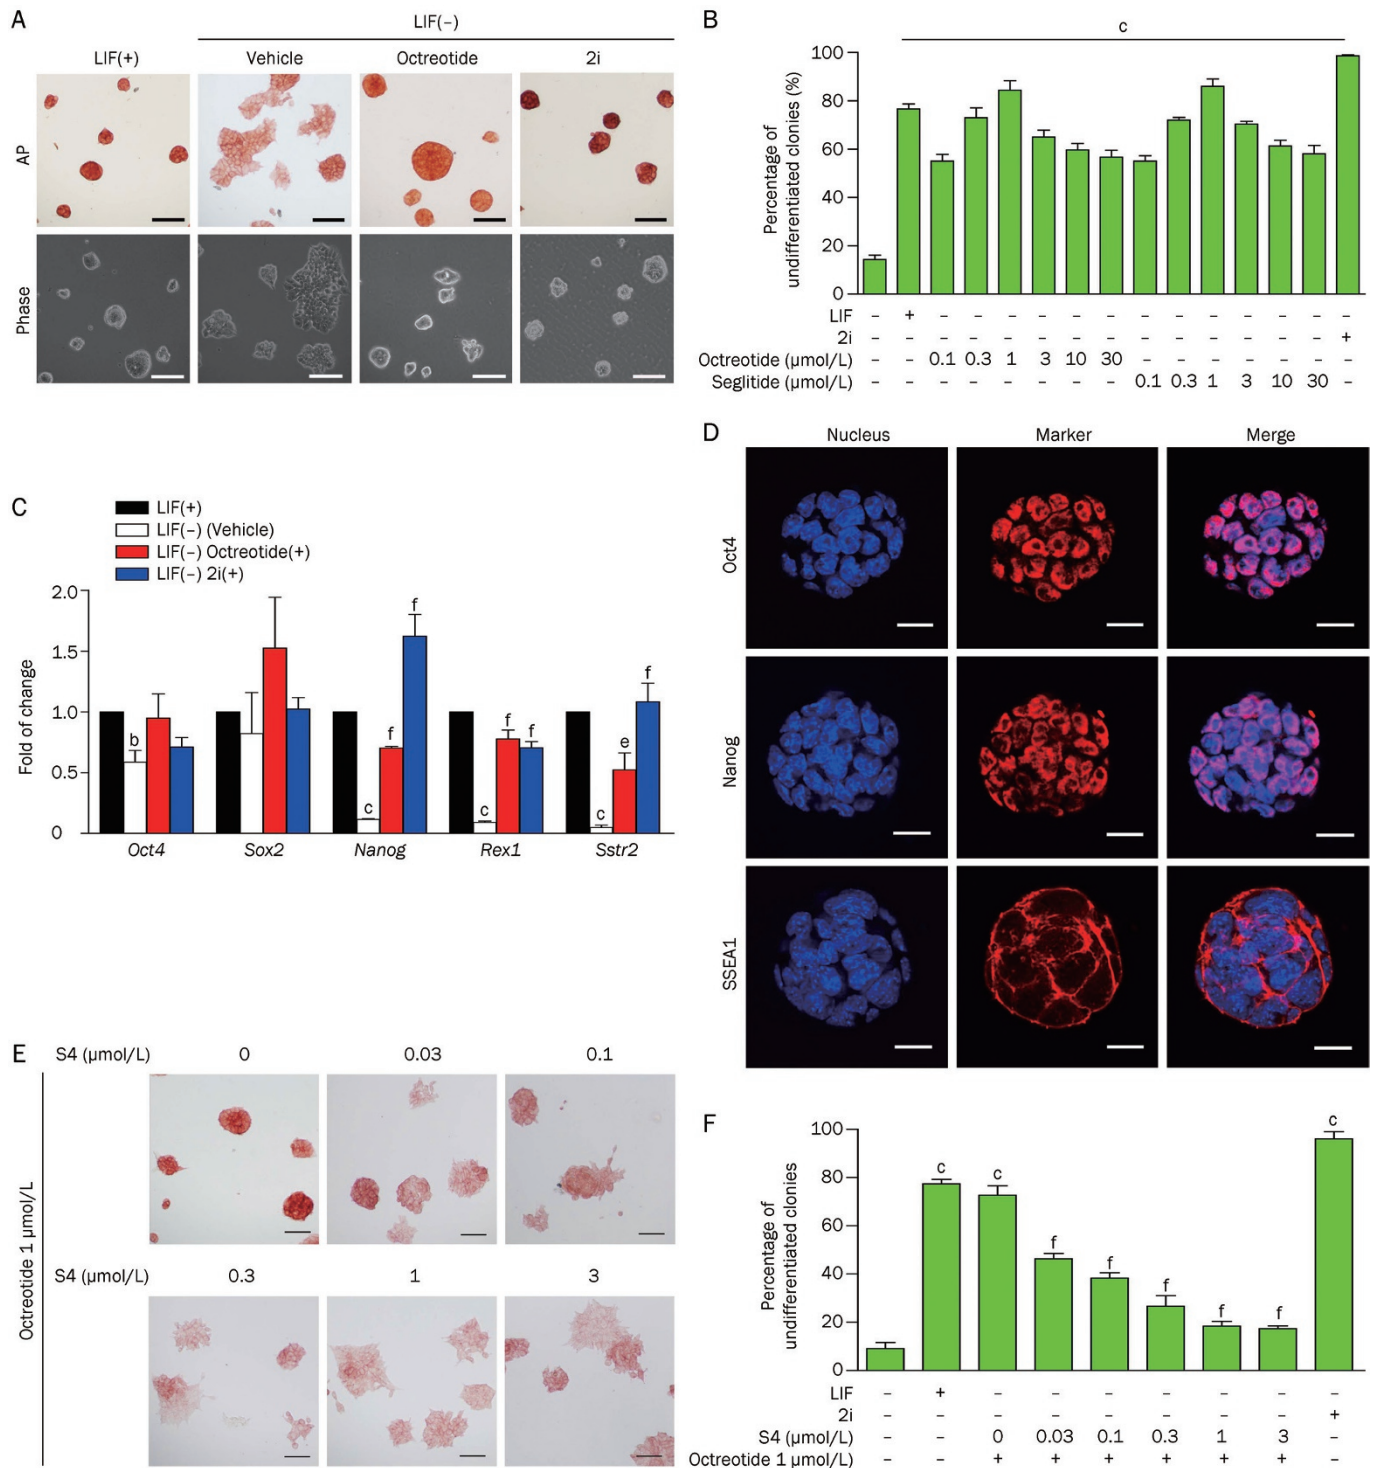 A
LIF(–)
LIF(+) Vehicle Octreotide 2i
AP
Phase
B
c
Percentage of
undifferentiated clonies (%)
100
80
60
40
20
0
LIF – + – – – – – – – – – – – – –
2i – – – – – – – – – – – – – – +
Octreotide (µmol/L) – – 0.1 0.3 1 3 10 30 – – – – – – –
Seglitide (µmol/L) – – – – – – – – 0.1 0.3 1 3 10 30 –
C
LIF(+)
LIF(–) (Vehicle)
LIF(–) Octreotide(+)
LIF(–) 2i(+)
Fold of change
2.0
1.5
1.0
0.5
0
b
c f f
c f f
c e f
Oct4 Sox2 Nanog Rex1 Sstr2
D
Nucleus Marker Merge
Oct4
Nanog
SSEA1
E
Octreotide 1 µmol/L
S4 (µmol/L) 0 0.03 0.1
S4 (µmol/L) 0.3 1 3
F
Percentage of
undifferentiated clonies
100
80
60
40
20
0
c c f f f f f c
LIF – + – – – – – – –
2i – – – – – – – – +
S4 (µmol/L) – – 0 0.03 0.1 0.3 1 3 –
Octreotide 1 µmol/L – – + + + + + + –